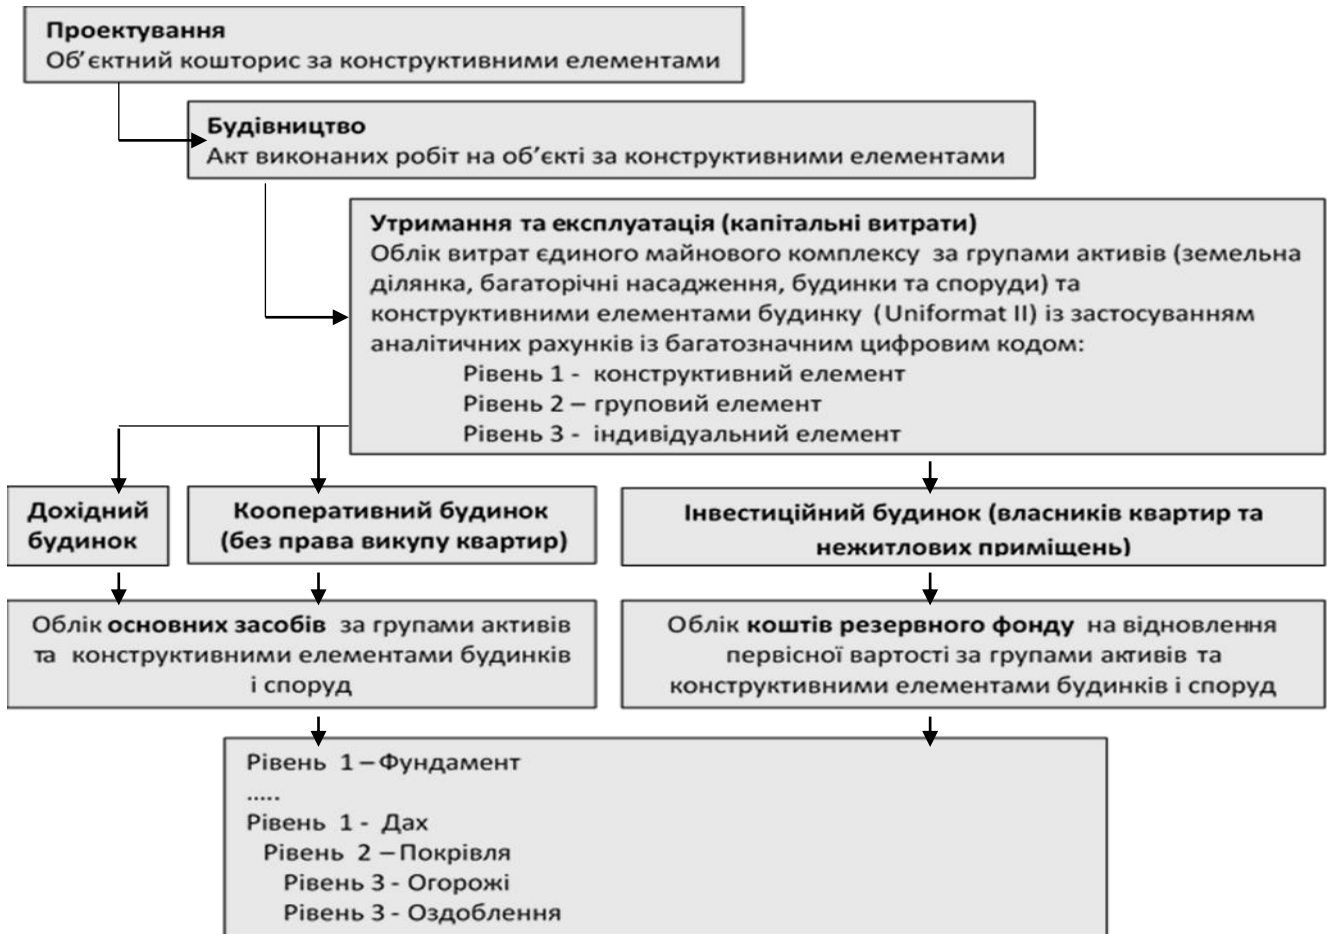 Проектування
Об’єктний кошторис за конструктивними елементами
Будівництво
Акт виконаних робіт на об’єкті за конструктивними елементами
Утримання та експлуатація (капітальні витрати)
Облік витрат єдиного майнового комплексу за групами активів (земельна
ділянка, багаторічні насадження, будинки та споруди) та
конструктивними елементами будинку (Uniformat II) із застосуванням
аналітичних рахунків із багатозначним цифровим кодом:
Рівень 1 - конструктивний елемент
Рівень 2 – груповий елемент
Рівень 3 - індивідуальний елемент
Дохідний
будинок
Кооперативний будинок
(без права викупу квартир)
Інвестиційний будинок (власників квартир та
нежитлових приміщень)
Облік основних засобів за групами активів
та конструктивними елементами будинків
і споруд
Облік коштів резервного фонду на відновлення
первісної вартості за групами активів та
конструктивними елементами будинків і споруд
Рівень 1 – Фундамент
.....
Рівень 1 - Дах
Рівень 2 – Покрівля
Рівень 3 - Огорожі
Рівень 3 - Оздоблення